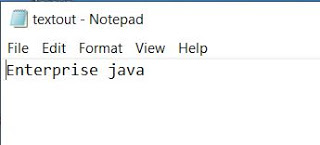 textout - Notepad
File Edit Format View Help
Enterprise java